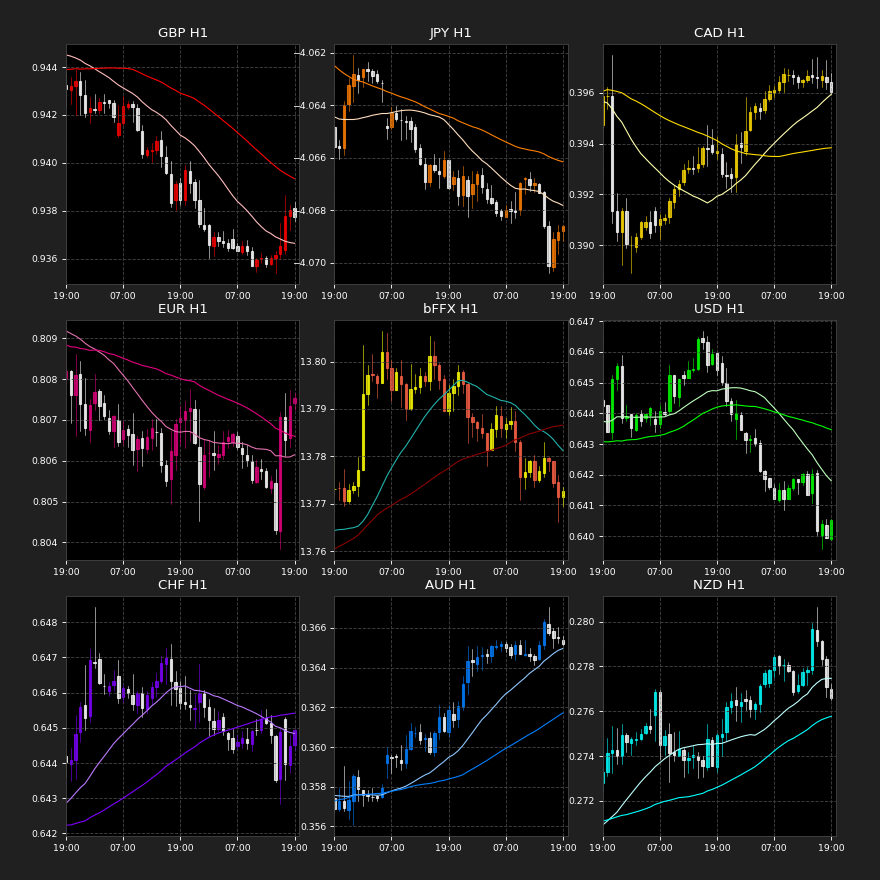 GBP H1
0.944
0.942
0.940
0.938
0.936
19:00 07:00 19:00 07:00 19:00
JPY H1
−4.062
−4.064
−4.066
−4.068
−4.070
19:00 07:00 19:00 07:00 19:00
CAD H1
0.396
0.394
0.392
0.390
19:00 07:00 19:00 07:00 19:00
EUR H1
0.809
0.808
0.807
0.806
0.805
0.804
19:00 07:00 19:00 07:00 19:00
bFFX H1
13.80
13.79
13.78
13.77
13.76
19:00 07:00 19:00 07:00 19:00
USD H1
0.647
0.646
0.645
0.644
0.643
0.642
0.641
0.640
19:00 07:00 19:00 07:00 19:00
CHF H1
0.648
0.647
0.646
0.645
0.644
0.643
0.642
19:00 07:00 19:00 07:00 19:00
AUD H1
0.366
0.364
0.362
0.360
0.358
0.356
19:00 07:00 19:00 07:00 19:00
NZD H1
0.280
0.278
0.276
0.274
0.272
19:00 07:00 19:00 07:00 19:00